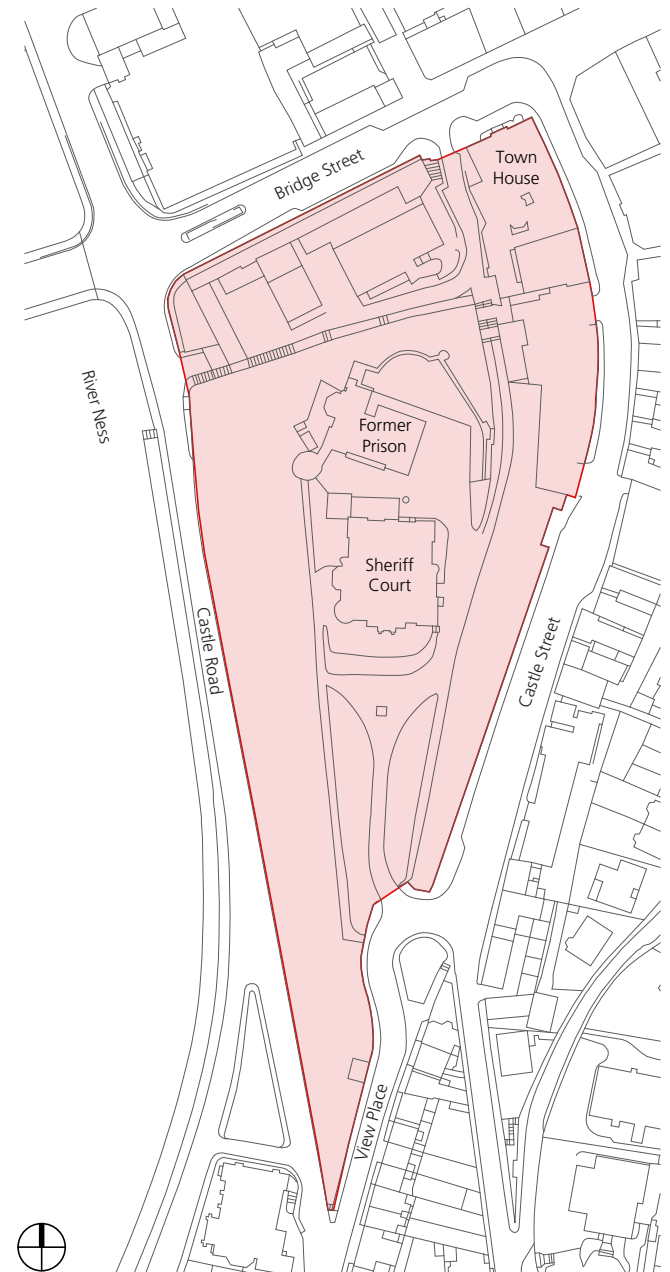 Town
House
Bridge Street
River Ness
Former
Prison
Sheriff
Court
Castle Road
Castle Street
View Place